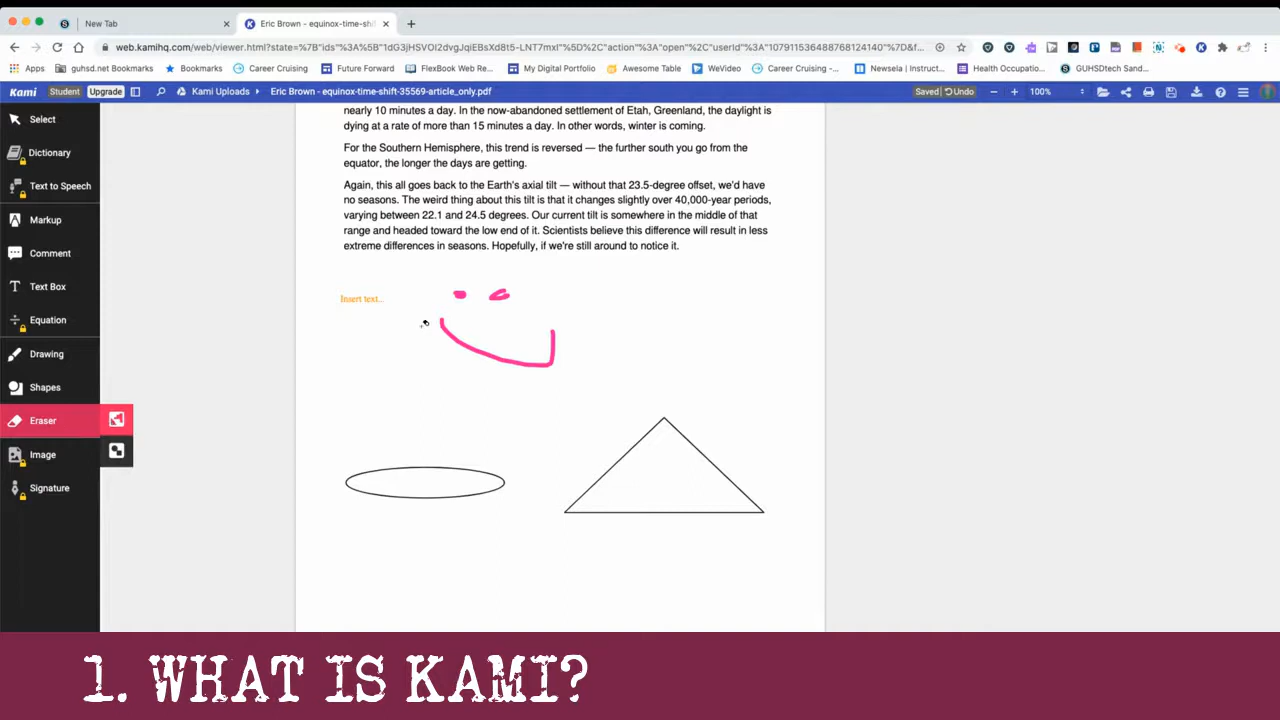 New Tab
Eric Brown - equinox-time-shi
web.kamihq.com/web/viewer.html?state=%7B"ids"%3A%5B"1dG3jHSVOI2dvgJqiEBsXd8t5-LNT7mxl"%5D%2C"action"%3A"open"%2C"userId"%3A"107911536488768124140"%7D&f...
Apps guhsd.net Bookmarks Bookmarks Career Cruising Future Forward FlexBook Web Re... My Digital Portfolio Awesome Table WeVideo Career Cruising -... Newsela | Instruct... Health Occupatio... GUHSDtech Sand...
Kami Student Upgrade Kami Uploads Eric Brown - equinox-time-shift-35569-article_only.pdf Saved Undo 100%
Select
Dictionary
Text to Speech
Markup
Comment
Text Box
Equation
Drawing
Shapes
Eraser
Image
Signature
nearly 10 minutes a day. In the now-abandoned settlement of Etah, Greenland, the daylight is
dying at a rate of more than 15 minutes a day. In other words, winter is coming.
For the Southern Hemisphere, this trend is reversed — the further south you go from the
equator, the longer the days are getting.
Again, this all goes back to the Earth's axial tilt — without that 23.5-degree offset, we'd have
no seasons. The weird thing about this tilt is that it changes slightly over 40,000-year periods,
varying between 22.1 and 24.5 degrees. Our current tilt is somewhere in the middle of that
range and headed toward the low end of it. Scientists believe this difference will result in less
extreme differences in seasons. Hopefully, if we're still around to notice it.
Insert text...
1. WHAT IS KAMI?